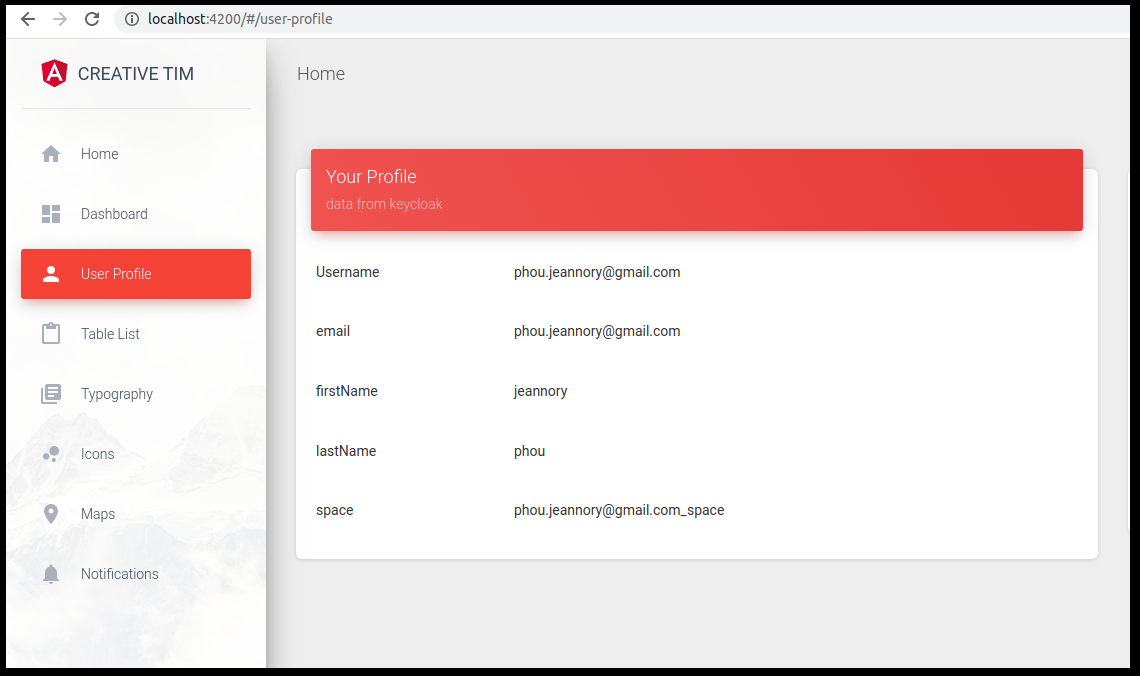 localhost:4200/#/user-profile
CREATIVE TIM
Home
Dashboard
User Profile
Table List
Typography
Icons
Maps
Notifications
Home
Your Profile
data from keycloak
Username phou.jeannory@gmail.com
email phou.jeannory@gmail.com
firstName jeannory
lastName phou
space phou.jeannory@gmail.com_space